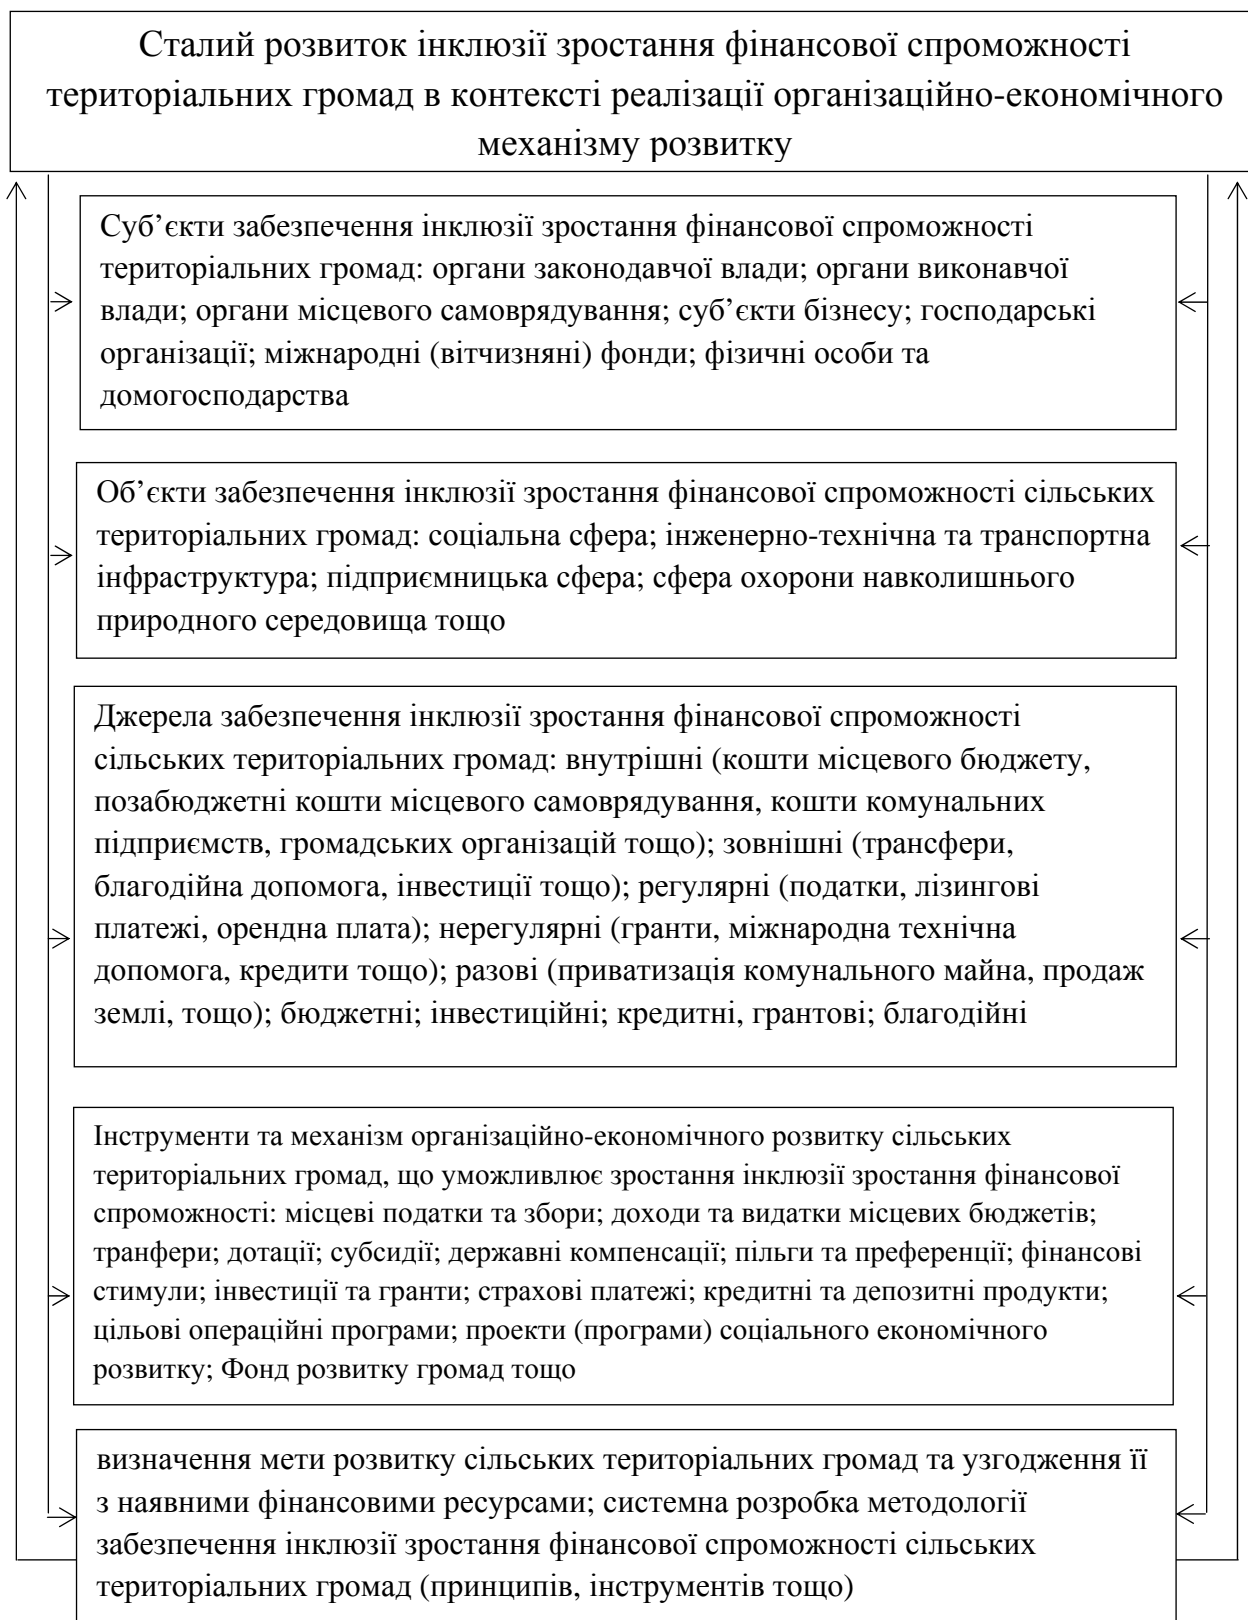 Сталий розвиток інклюзії зростання фінансової спроможності
територіальних громад в контексті реалізації організаційно-економічного
механізму розвитку
Суб’єкти забезпечення інклюзії зростання фінансової спроможності
територіальних громад: органи законодавчої влади; органи виконавчої
влади; органи місцевого самоврядування; суб’єкти бізнесу; господарські
організації; міжнародні (вітчизняні) фонди; фізичні особи та
домогосподарства
Об’єкти забезпечення інклюзії зростання фінансової спроможності сільських
територіальних громад: соціальна сфера; інженерно-технічна та транспортна
інфраструктура; підприємницька сфера; сфера охорони навколишнього
природного середовища тощо
Джерела забезпечення інклюзії зростання фінансової спроможності
сільських територіальних громад: внутрішні (кошти місцевого бюджету,
позабюджетні кошти місцевого самоврядування, кошти комунальних
підприємств, громадських організацій тощо); зовнішні (трансфери,
благодійна допомога, інвестиції тощо); регулярні (податки, лізингові
платежі, орендна плата); нерегулярні (гранти, міжнародна технічна
допомога, кредити тощо); разові (приватизація комунального майна, продаж
землі, тощо); бюджетні; інвестиційні; кредитні, грантові; благодійні
Інструменти та механізм організаційно-економічного розвитку сільських
територіальних громад, що уможливлює зростання інклюзії зростання фінансової
спроможності: місцеві податки та збори; доходи та видатки місцевих бюджетів;
транфери; дотації; субсидії; державні компенсації; пільги та преференції; фінансові
стимули; інвестиції та гранти; страхові платежі; кредитні та депозитні продукти;
цільові операційні програми; проекти (програми) соціального економічного
розвитку; Фонд розвитку громад тощо
визначення мети розвитку сільських територіальних громад та узгодження її
з наявними фінансовими ресурсами; системна розробка методології
забезпечення інклюзії зростання фінансової спроможності сільських
територіальних громад (принципів, інструментів тощо)